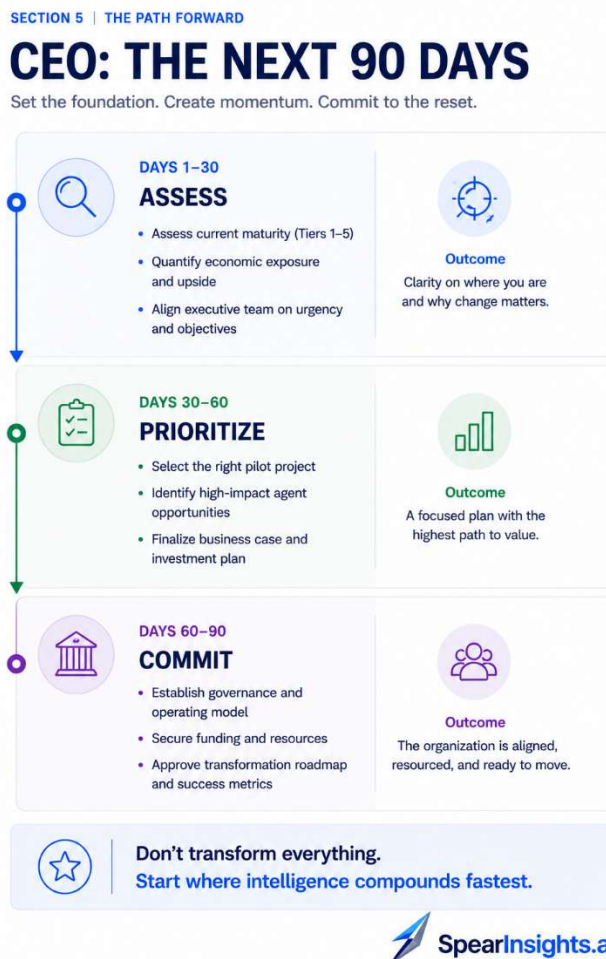 SECTION 5 | THE PATH FORWARD
CEO: THE NEXT 90 DAYS
Set the foundation. Create momentum. Commit to the reset.
DAYS 1–30
ASSESS
• Assess current maturity (Tiers 1–5)
• Quantify economic exposure
and upside
• Align executive team on urgency
and objectives
Outcome
Clarity on where you are
and why change matters.
DAYS 30–60
PRIORITIZE
• Select the right pilot project
• Identify high-impact agent
opportunities
• Finalize business case and
investment plan
Outcome
A focused plan with the
highest path to value.
DAYS 60–90
COMMIT
• Establish governance and
operating model
• Secure funding and resources
• Approve transformation roadmap
and success metrics
Outcome
The organization is aligned,
resourced, and ready to move.
Don’t transform everything.
Start where intelligence compounds fastest.
SpearInsights.a